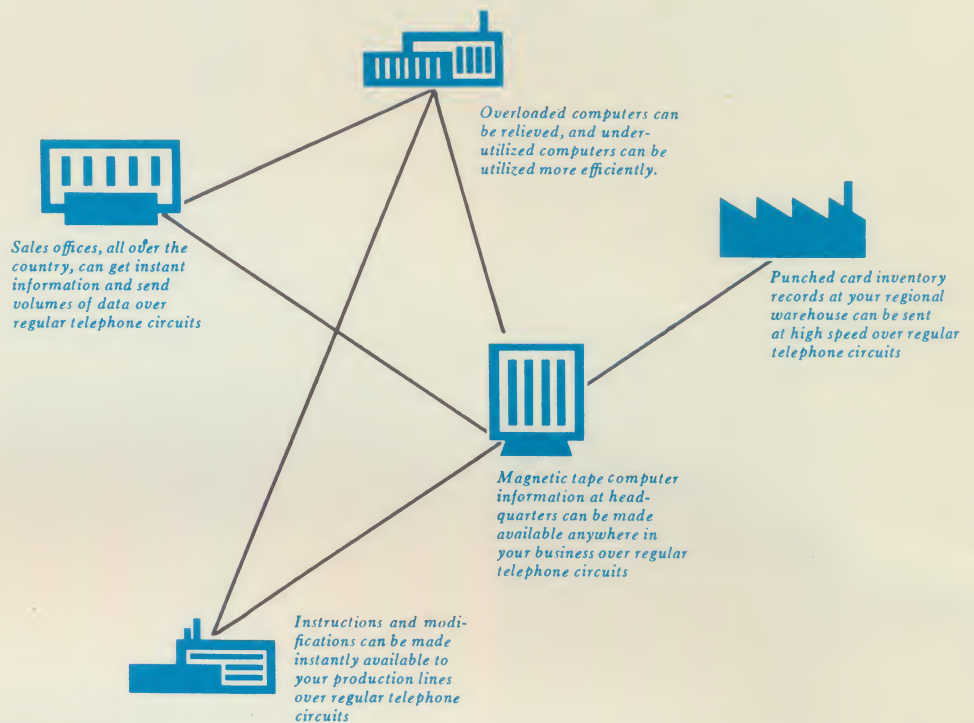 Overloaded computers can
be relieved, and under-
utilized computers can be
utilized more efficiently.
Sales offices, all over the
country, can get instant
information and send
volumes of data over
regular telephone circuits
Punched card inventory
records at your regional
warehouse can be sent
at high speed over regular
telephone circuits
Magnetic tape computer
information at head-
quarters can be made
available anywhere in
your business over regular
telephone circuits
Instructions and modi-
fications can be made
instantly available to
your production lines
over regular telephone
circuits